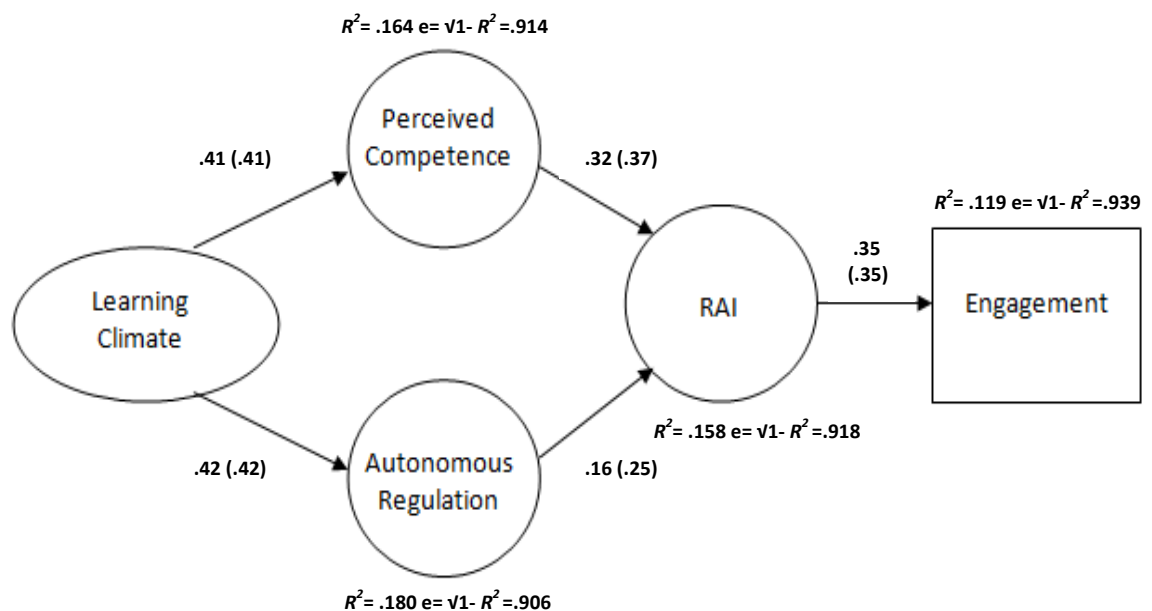 R²= .164 e= √1- R²=.914
Perceived
Competence
.41 (.41)
.32 (.37)
R²= .119 e= √1- R²=.939
.35
(.35)
Learning
Climate
RAI
Engagement
R²= .158 e= √1- R²=.918
.42 (.42)
Autonomous
Regulation
.16 (.25)
R²= .180 e= √1- R²=.906